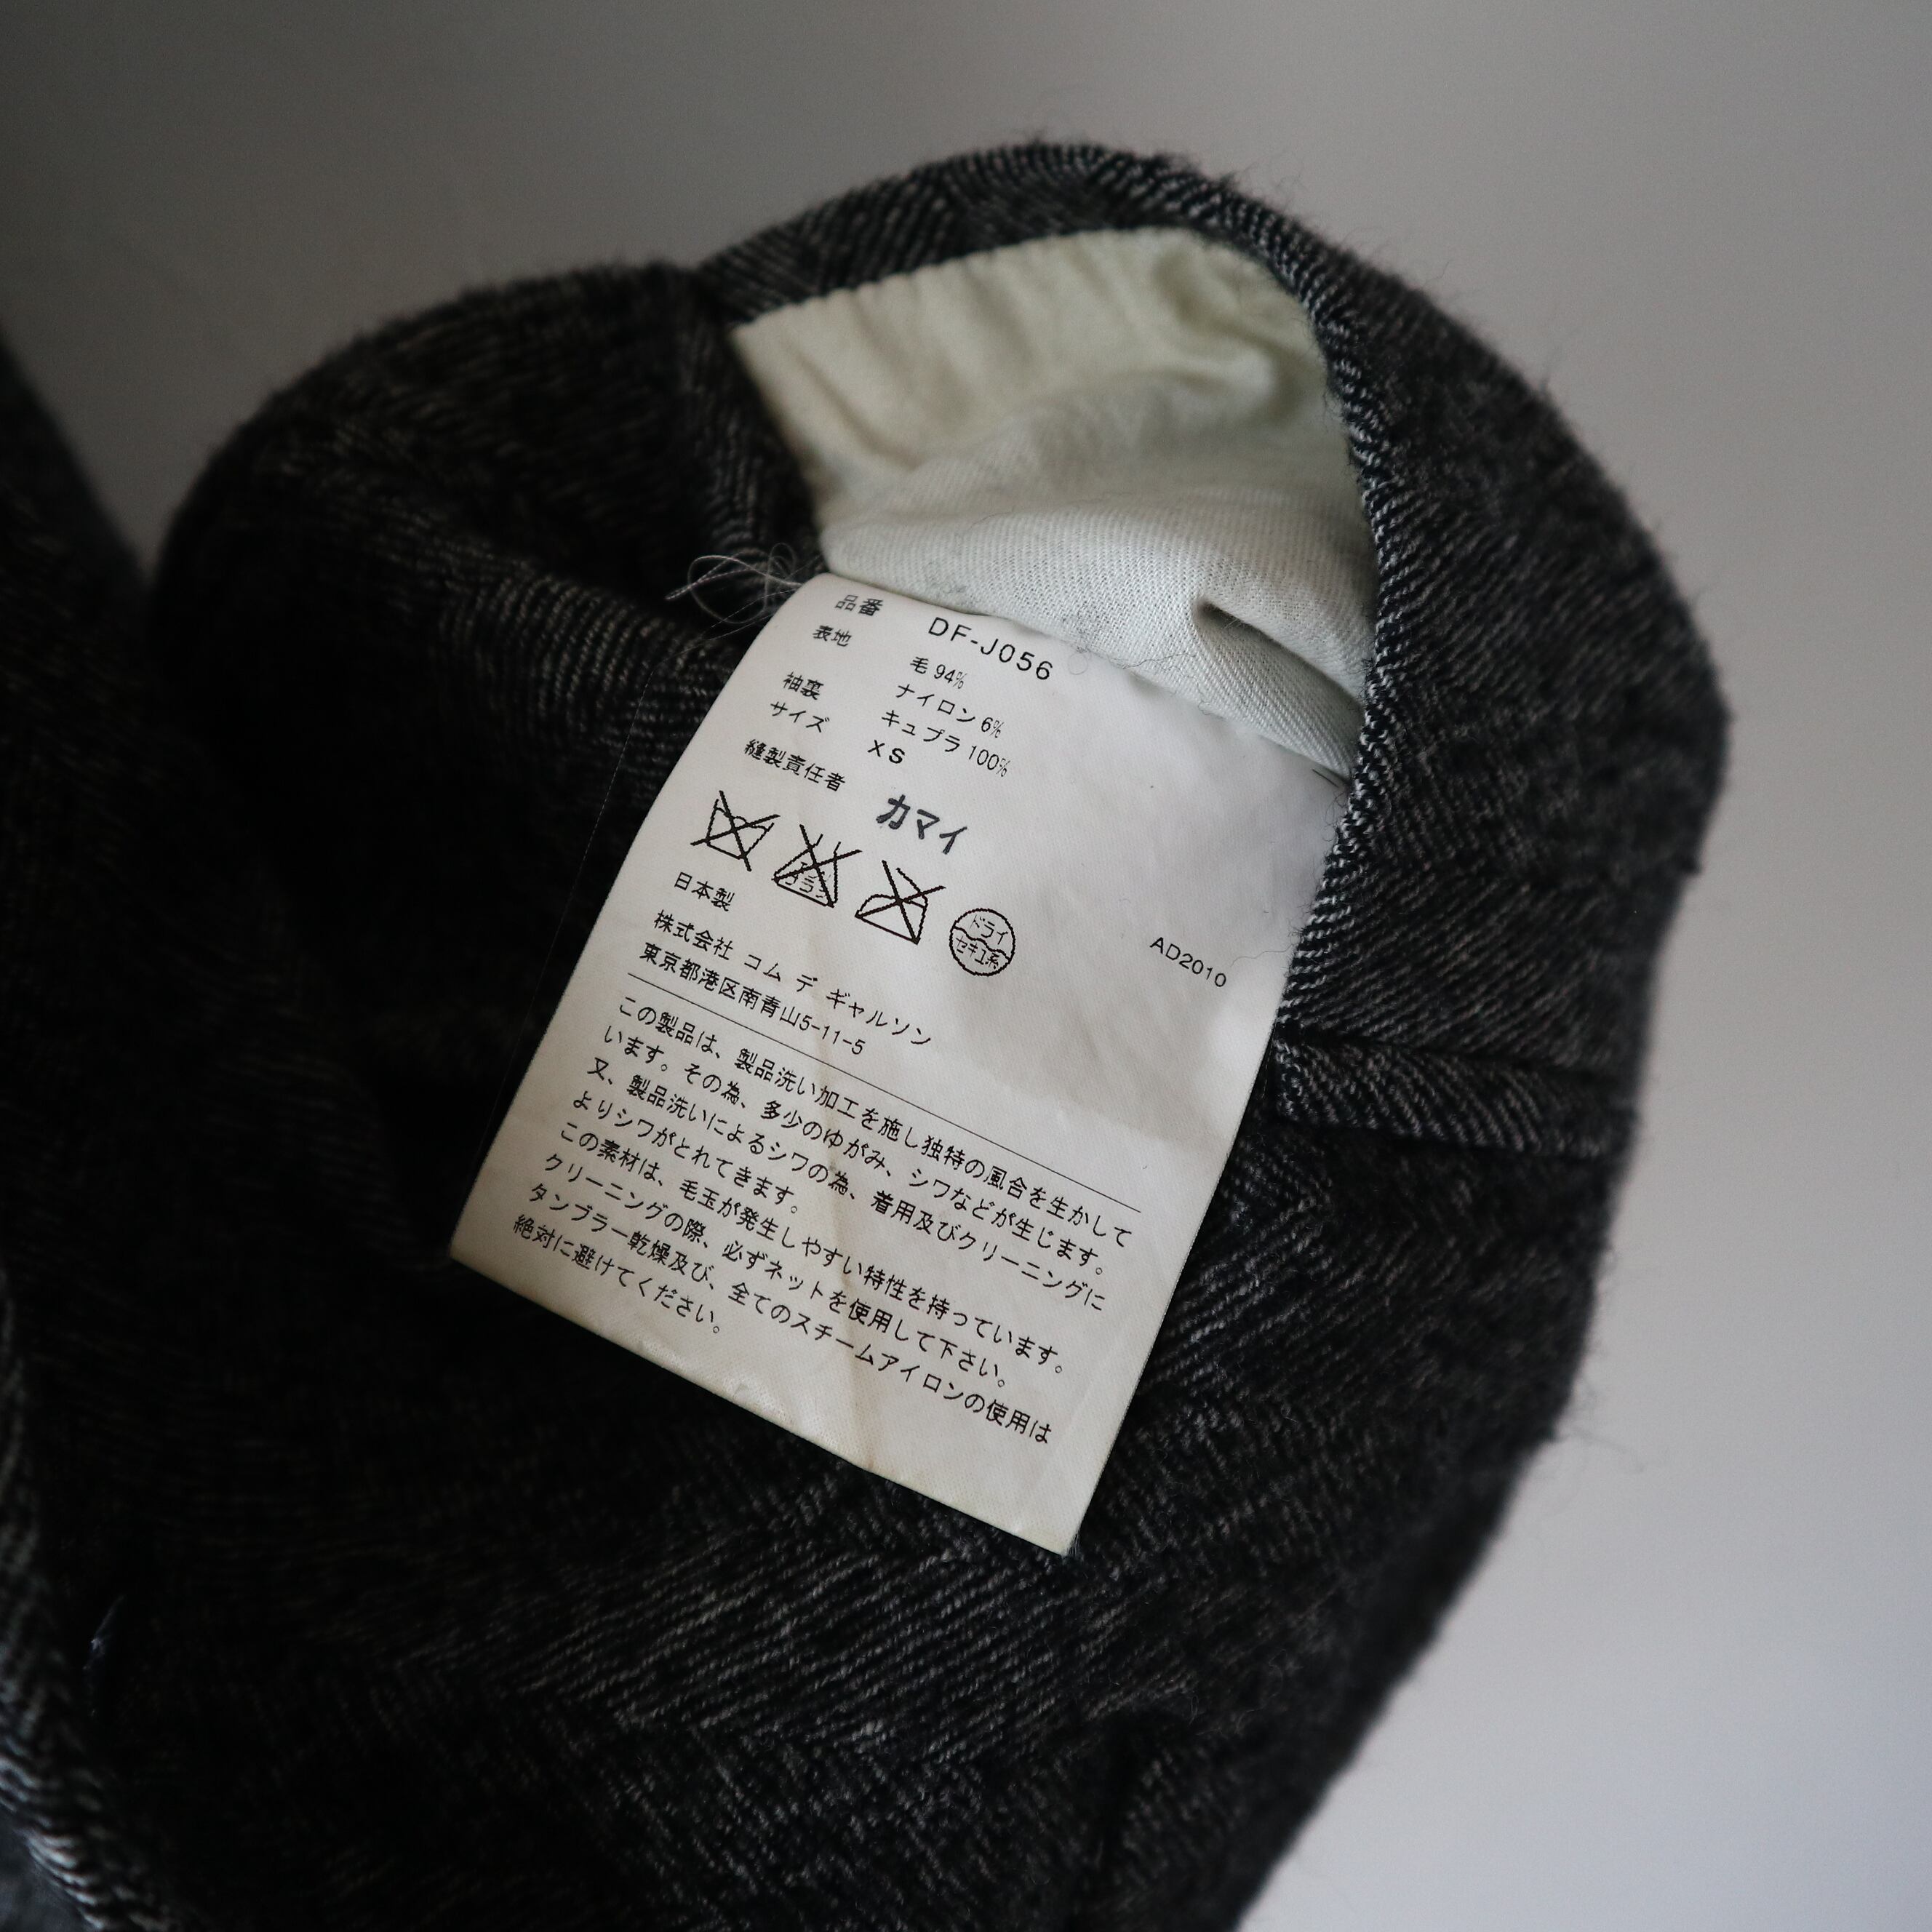 品番 DF-J056
表地 毛 94%
ナイロン 6%
袖裏 キュプラ 100%
サイズ XS
縫製責任者 カマイ
エンソ サラシ
ドライ
セキユ系
日本製
AD2010
株式会社 コム デ ギャルソン
東京都港区南青山5-11-5
この製品は、製品洗い加工を施し独特の風合を生かして
います。その為、多少のゆがみ、シワなどが生じます。
又、製品洗いによるシワの為、着用及びクリーニングに
よりシワがとれてきます。
この素材は、毛玉が発生しやすい特性を持っています。
クリーニングの際、必ずネットを使用して下さい。
タンブラー乾燥及び、全てのスチームアイロンの使用は
絶対に避けてください。